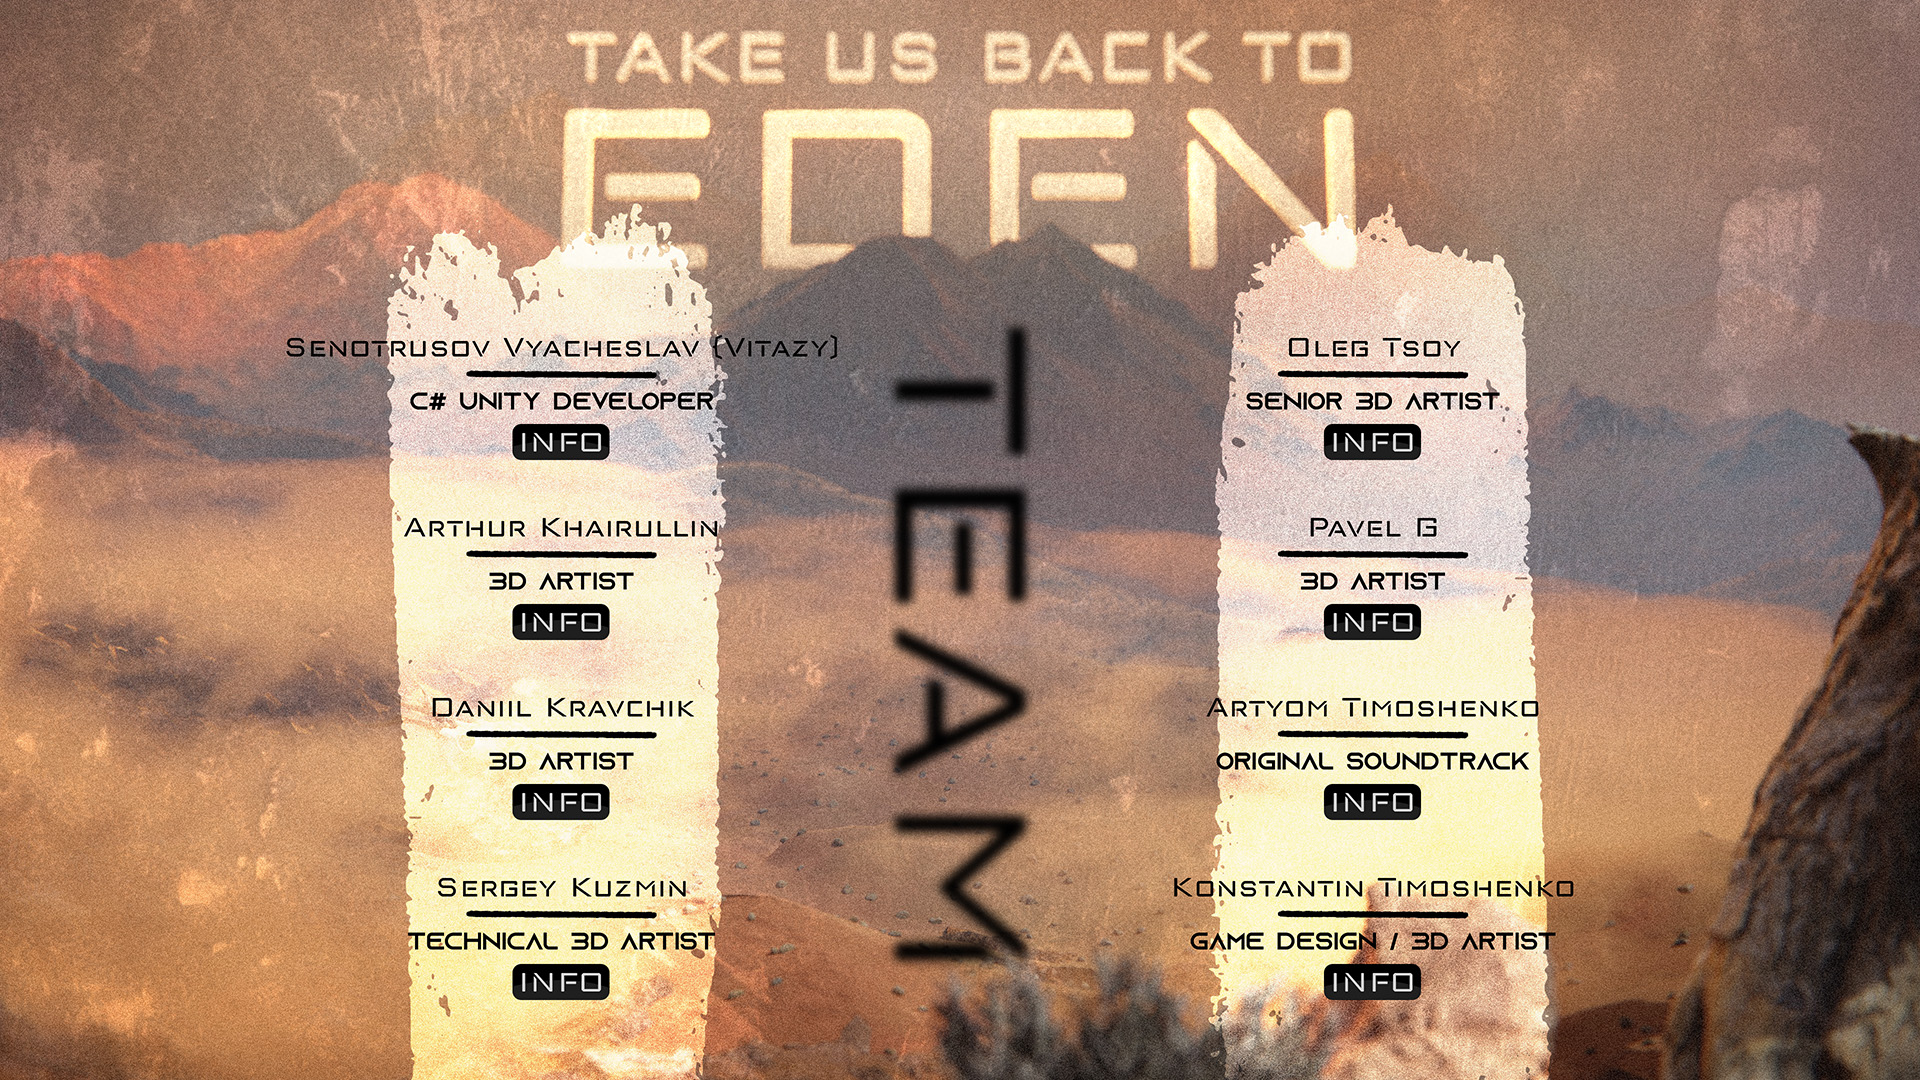 TAKE US BACK TO
EDEN
TEAM
Senotrusov Vyacheslav (Vitazy)
C# UNITY DEVELOPER
INFO
Arthur Khairullin
3D ARTIST
INFO
Daniil Kravchik
3D ARTIST
INFO
Sergey Kuzmin
TECHNICAL 3D ARTIST
INFO
Oleg Tsoy
SENIOR 3D ARTIST
INFO
Pavel G
3D ARTIST
INFO
Artyom Timoshenko
ORIGINAL SOUNDTRACK
INFO
Konstantin Timoshenko
GAME DESIGN / 3D ARTIST
INFO